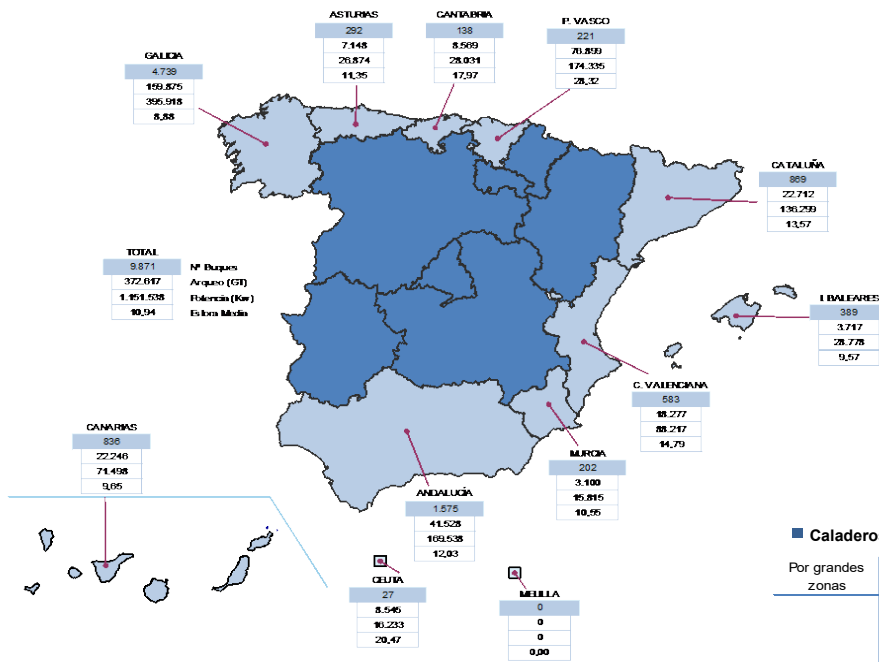 ASTURIAS
292
7.148
26.874
11,35
CANTABRIA
138
8.569
28.031
17,97
P. VASCO
221
76.899
174.335
28,32
GALICIA
4.739
159.875
395.918
8,88
CATALUÑA
869
22.712
136.299
13,57
TOTAL
9.871 Nº Buques
372.617 Arqueo (GT)
1.151.538 Potencia (Kw)
10,94 Eslora Media
I. BALEARES
389
3.717
28.778
9,57
C. VALENCIANA
583
18.277
88.217
14,79
CANARIAS
836
22.246
71.498
9,65
MURCIA
202
3.100
15.815
10,55
ANDALUCÍA
1.575
41.528
169.538
12,03
CEUTA
27
8.545
16.233
20,47
MELILLA
0
0
0
0,00
Caladero
Por grandes
zonas